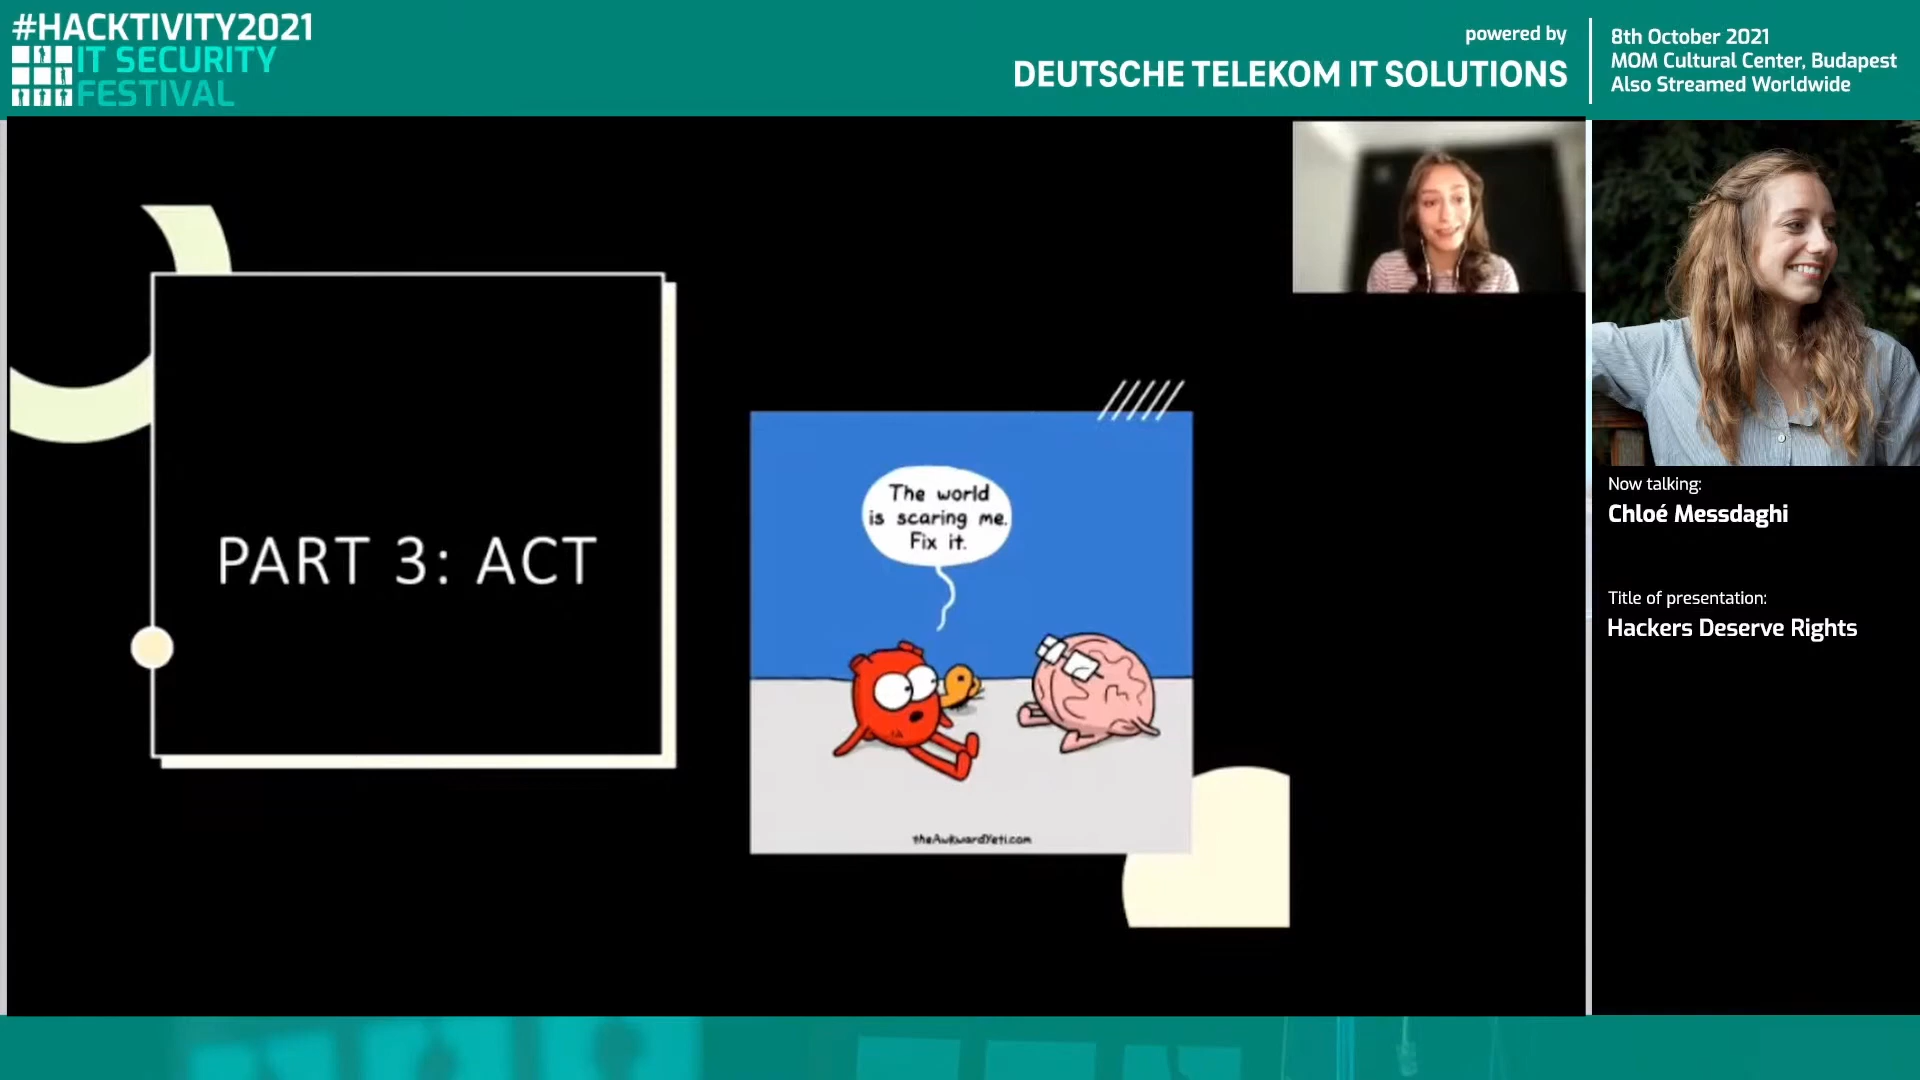 #HACKTIVITY2021
IT SECURITY
FESTIVAL
powered by
DEUTSCHE TELEKOM IT SOLUTIONS
8th October 2021
MOM Cultural Center, Budapest
Also Streamed Worldwide
PART 3: ACT
The world
is scaring me.
Fix it.
theAwkwardYeti.com
Now talking:
Chloé Messdaghi
Title of presentation:
Hackers Deserve Rights